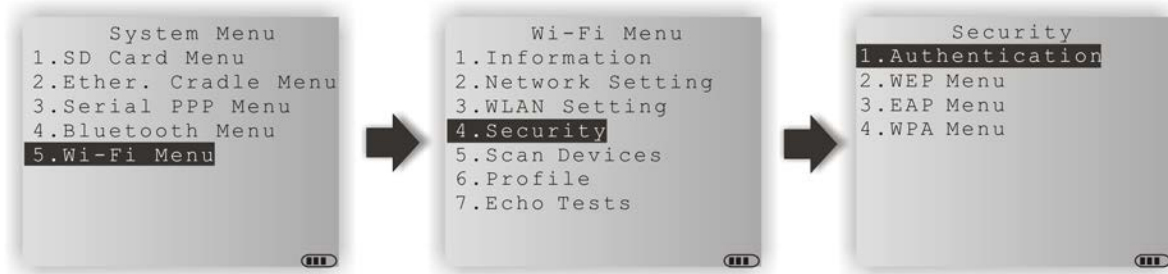 System Menu
1.SD Card Menu
2.Ether. Cradle Menu
3.Serial PPP Menu
4.Bluetooth Menu
5.Wi-Fi Menu
Wi-Fi Menu
1.Information
2.Network Setting
3.WLAN Setting
4.Security
5.Scan Devices
6.Profile
7.Echo Tests
Security
1.Authentication
2.WEP Menu
3.EAP Menu
4.WPA Menu